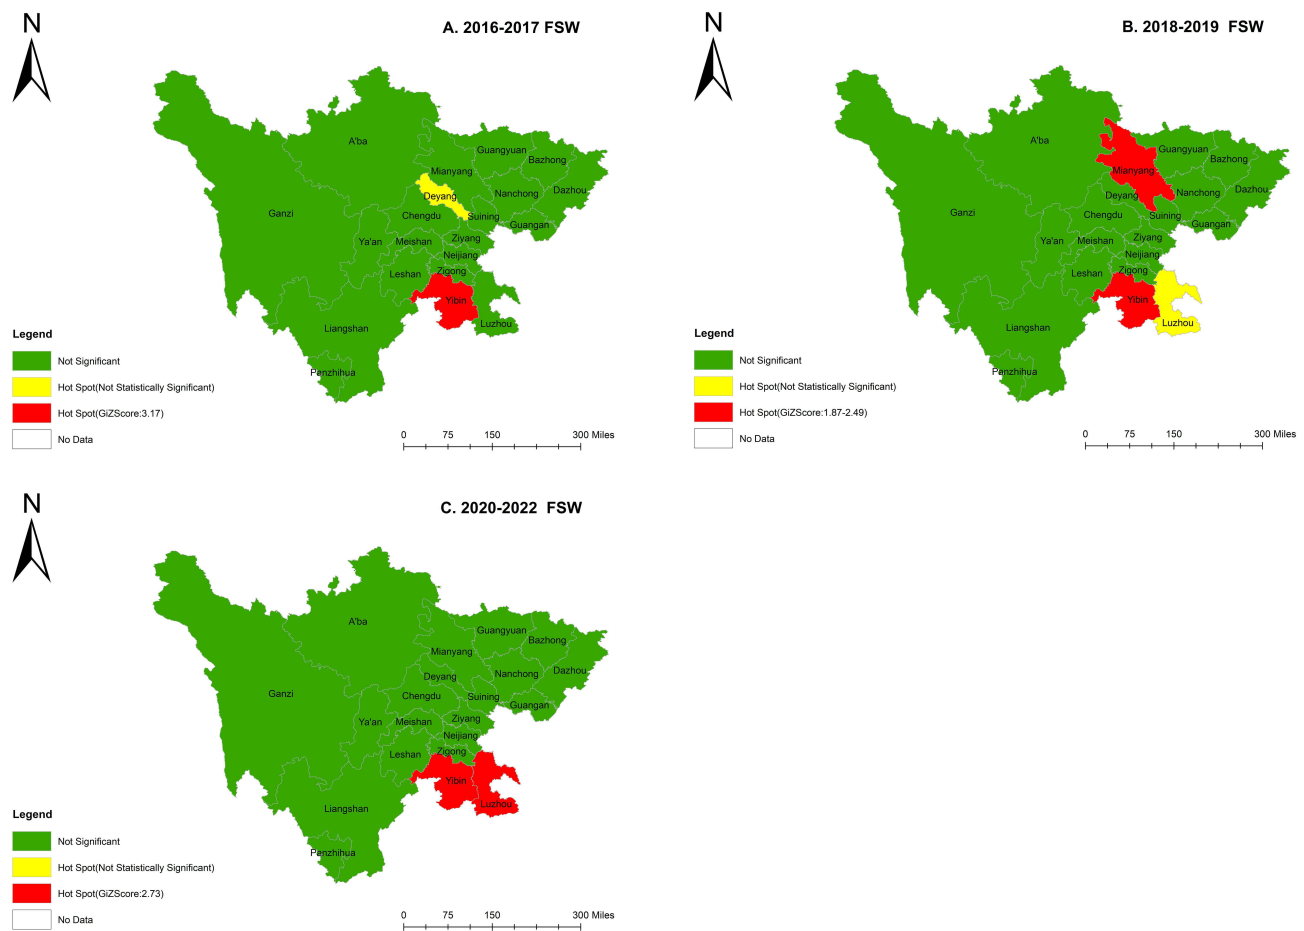 N
A. 2016-2017 FSW
A'ba
Guangyuan
Bazhong
Mianyang
Dazhou
Nanchong
Deyang
Ganzi
Chengdu
Suining
Guangan
Ya'an
Meishan
Ziyang
Neijiang
Leshan
Zigong
Yibin
Luzhou
Liangshan
Panzhihua
Legend
Not Significant
Hot Spot(Not Statistically Significant)
Hot Spot(GiZScore:3.17)
No Data
0 75 150 300 Miles
N
B. 2018-2019 FSW
A'ba
Guangyuan
Bazhong
Mianyang
Dazhou
Nanchong
Deyang
Ganzi
Chengdu
Suining
Guangan
Ya'an
Meishan
Ziyang
Neijiang
Leshan
Zigong
Yibin
Luzhou
Liangshan
Panzhihua
Legend
Not Significant
Hot Spot(Not Statistically Significant)
Hot Spot(GiZScore:1.87-2.49)
No Data
0 75 150 300 Miles
N
C. 2020-2022 FSW
A'ba
Guangyuan
Bazhong
Mianyang
Dazhou
Nanchong
Deyang
Ganzi
Chengdu
Suining
Guangan
Ya'an
Meishan
Ziyang
Neijiang
Leshan
Zigong
Yibin
Luzhou
Liangshan
Panzhihua
Legend
Not Significant
Hot Spot(Not Statistically Significant)
Hot Spot(GiZScore:2.73)
No Data
0 75 150 300 Miles